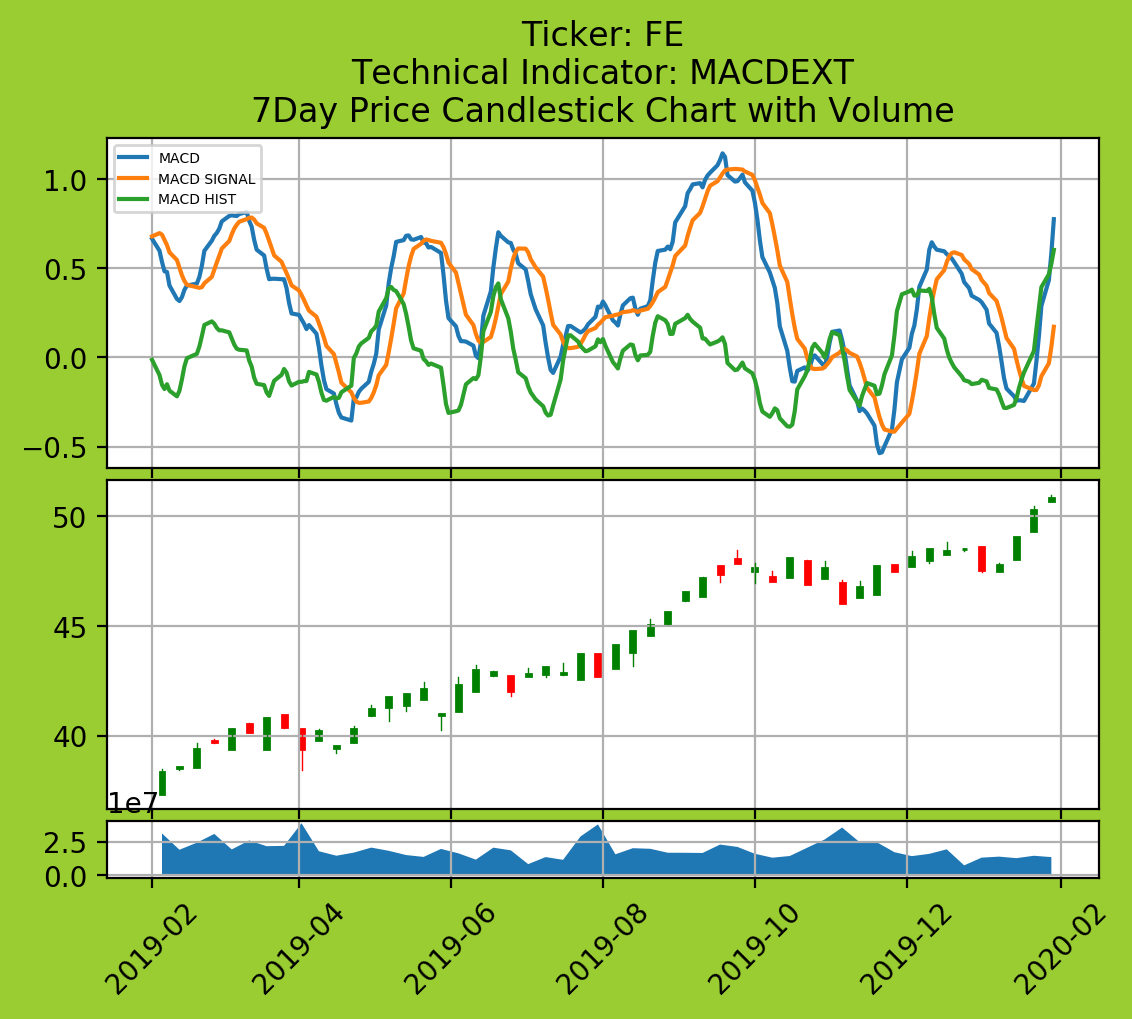 Ticker: FE
Technical Indicator: MACDEXT
7Day Price Candlestick Chart with Volume
MACD
MACD SIGNAL
MACD HIST
1.0
0.5
0.0
−0.5
50
45
40
1e7
2.5
0.0
2019-02
2019-04
2019-06
2019-08
2019-10
2019-12
2020-02